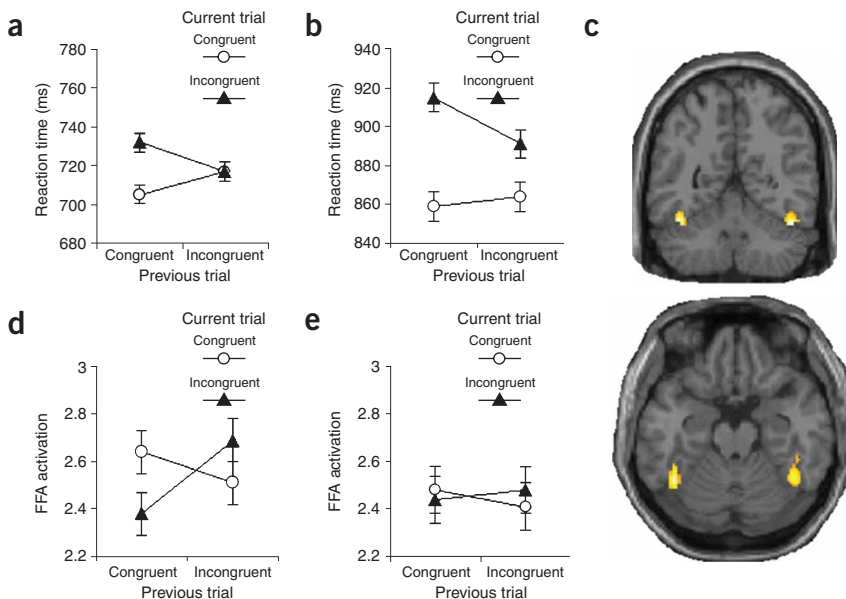 a
Current trial
Congruent
Incongruent
Reaction time (ms)
780
760
740
720
700
680
Congruent Incongruent
Previous trial
b
Current trial
Congruent
Incongruent
Reaction time (ms)
940
920
900
880
860
840
Congruent Incongruent
Previous trial
c
d
Current trial
Congruent
Incongruent
FFA activation
3
2.8
2.6
2.4
2.2
Congruent Incongruent
Previous trial
e
Current trial
Congruent
Incongruent
FFA activation
3
2.8
2.6
2.4
2.2
Congruent Incongruent
Previous trial